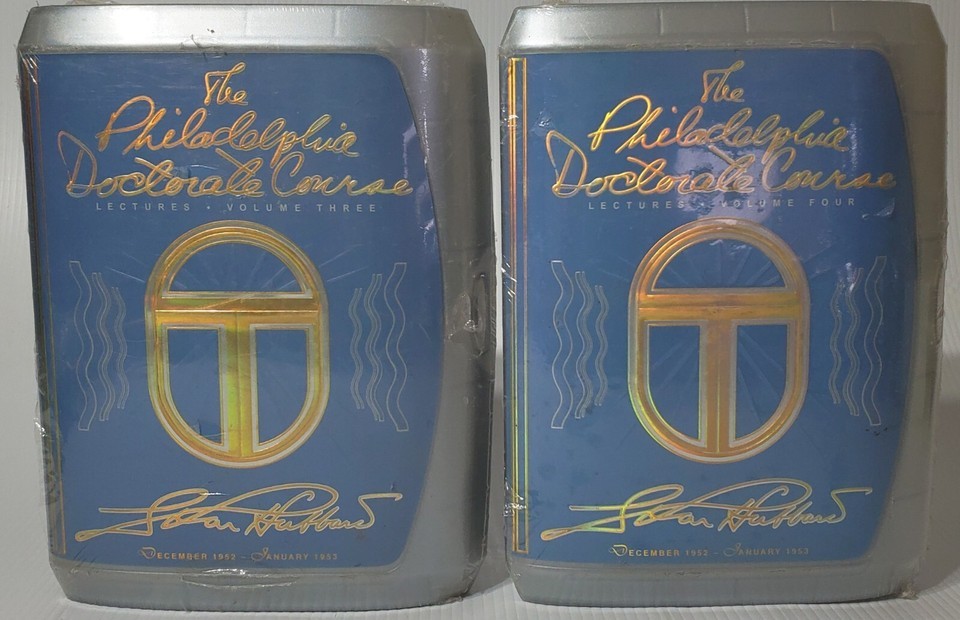 The
Philadelphia
Doctorate Course
LECTURES • VOLUME THREE
L. Ron Hubbard
DECEMBER 1952 - JANUARY 1953
The
Philadelphia
Doctorate Course
LECTURES • VOLUME FOUR
L. Ron Hubbard
DECEMBER 1952 - JANUARY 1953